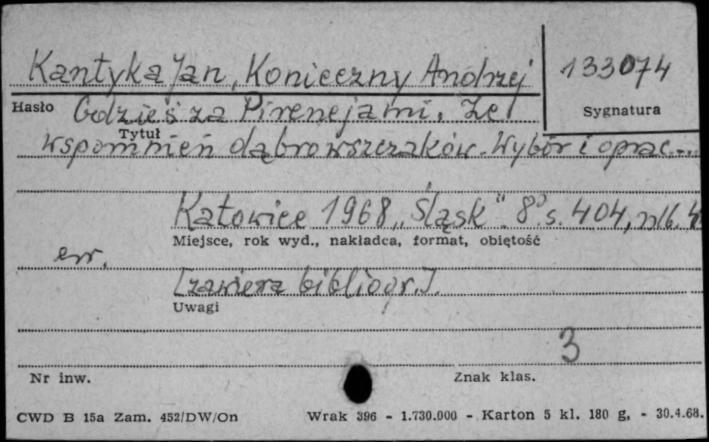 Kantyka Jan, Konieczny Andrzej
133074
Hasło
Gdzieś za Pirenejami. Ze
Sygnatura
Tytuł
wspomnień dąbrowszczaków. Wybór i oprac....
Katowice 1968 „Śląsk". 8° s. 404, nlb. 4
Miejsce, rok wyd., nakładca, format, objętość
[zawiera bibliogr.].
Uwagi
3
Nr inw.
Znak klas.
CWD B 15a Zam. 452/DW/On
Wrak 396 - 1.730.000 - Karton 5 kl. 180 g. - 30.4.68.